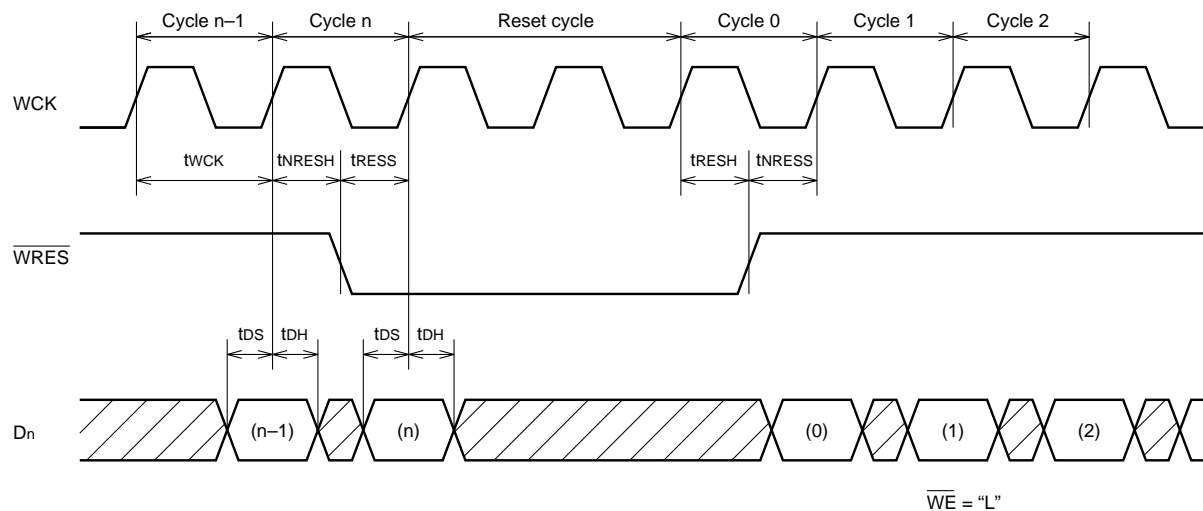 Cycle n–1 Cycle n Reset cycle Cycle 0 Cycle 1 Cycle 2
WCK
tWCK tNRESH tRESS tRESH tNRESS
WRES
tDS tDH tDS tDH
Dn (n–1) (n) (0) (1) (2)
WE = “L”